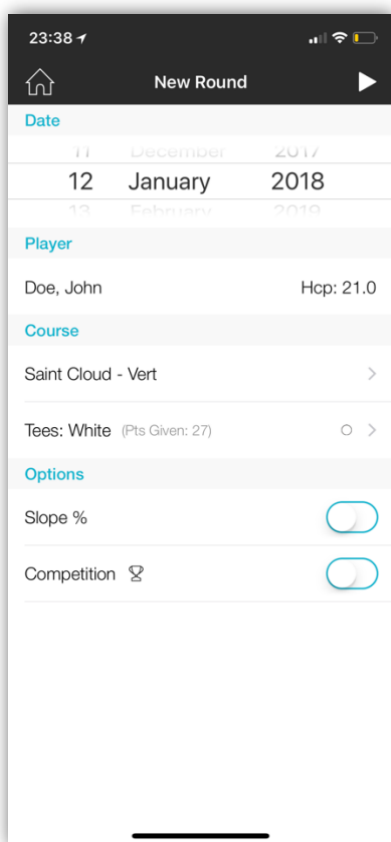 23:38
New Round
Date
11 December 2017
12 January 2018
13 February 2019
Player
Doe, John Hcp: 21.0
Course
Saint Cloud - Vert
Tees: White (Pts Given: 27)
Options
Slope %
Competition